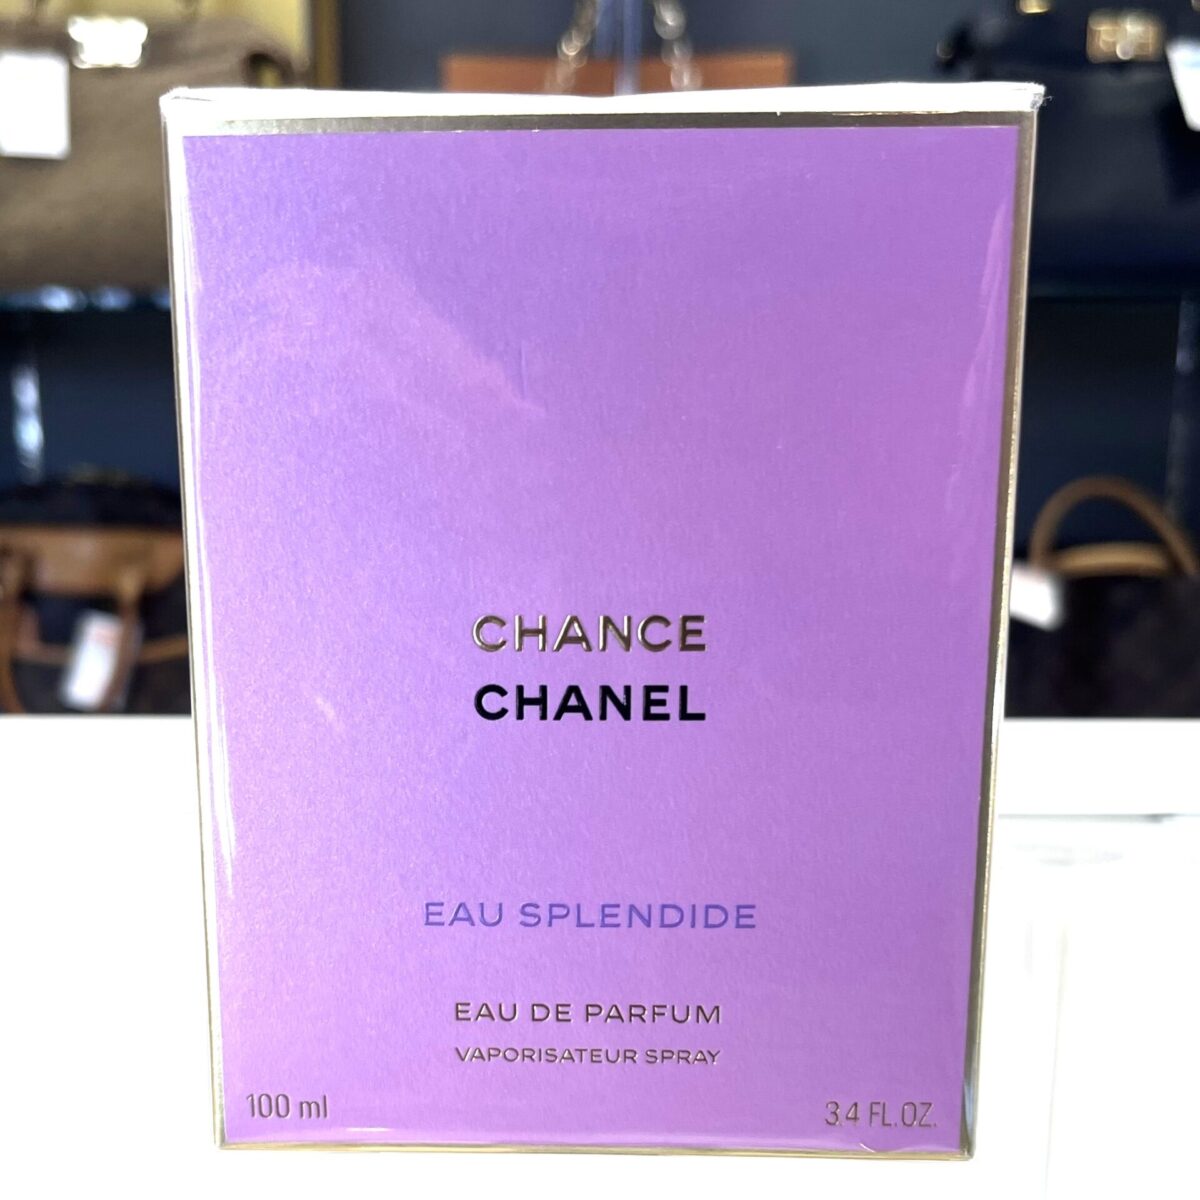 CHANCE
CHANEL
EAU SPLENDIDE
EAU DE PARFUM
VAPORISATEUR SPRAY
100 ml
3.4 FL.OZ.